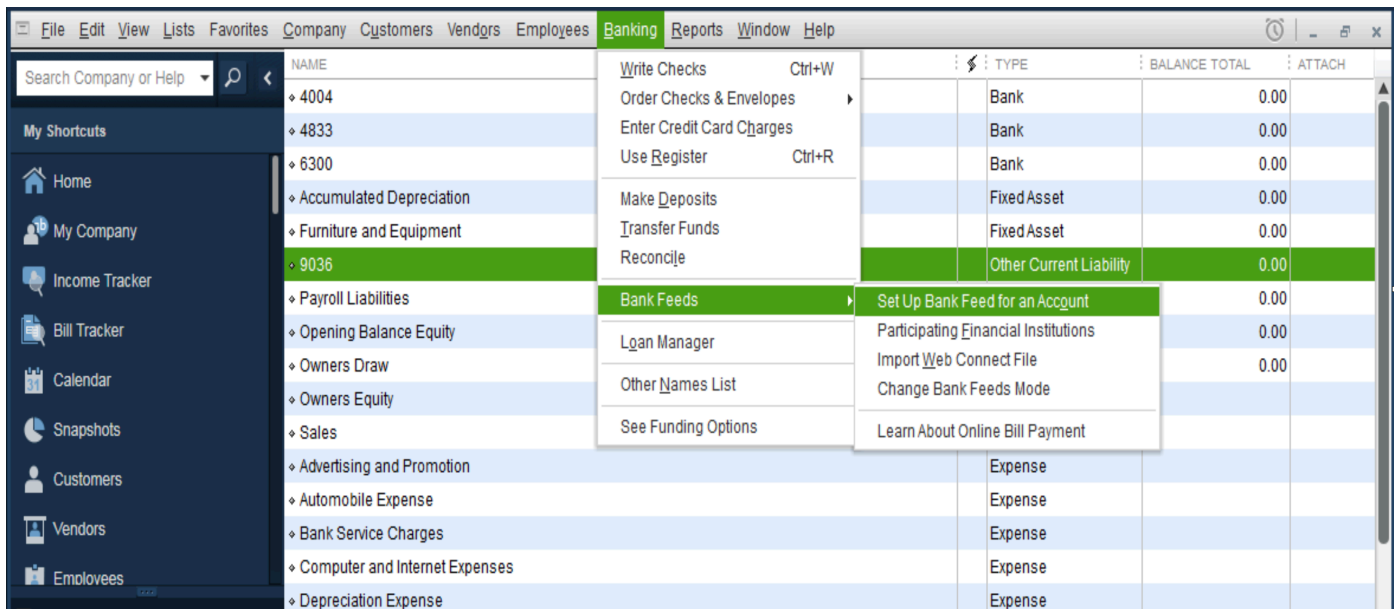 File Edit View Lists Favorites Company Customers Vendors Employees Banking Reports Window Help
Search Company or Help
My Shortcuts
Home
My Company
Income Tracker
Bill Tracker
Calendar
31
Snapshots
Customers
Vendors
Employees
NAME TYPE BALANCE TOTAL ATTACH
4004 Bank 0.00
4833 Bank 0.00
6300 Bank 0.00
Accumulated Depreciation Fixed Asset 0.00
Furniture and Equipment Fixed Asset 0.00
9036 Other Current Liability 0.00
Payroll Liabilities 0.00
Opening Balance Equity 0.00
Owners Draw 0.00
Owners Equity
Sales
Advertising and Promotion Expense
Automobile Expense Expense
Bank Service Charges Expense
Computer and Internet Expenses Expense
Depreciation Expense Expense
Write Checks Ctrl+W
Order Checks & Envelopes
Enter Credit Card Charges
Use Register Ctrl+R
Make Deposits
Transfer Funds
Reconcile
Bank Feeds
Loan Manager
Other Names List
See Funding Options
Set Up Bank Feed for an Account
Participating Financial Institutions
Import Web Connect File
Change Bank Feeds Mode
Learn About Online Bill Payment